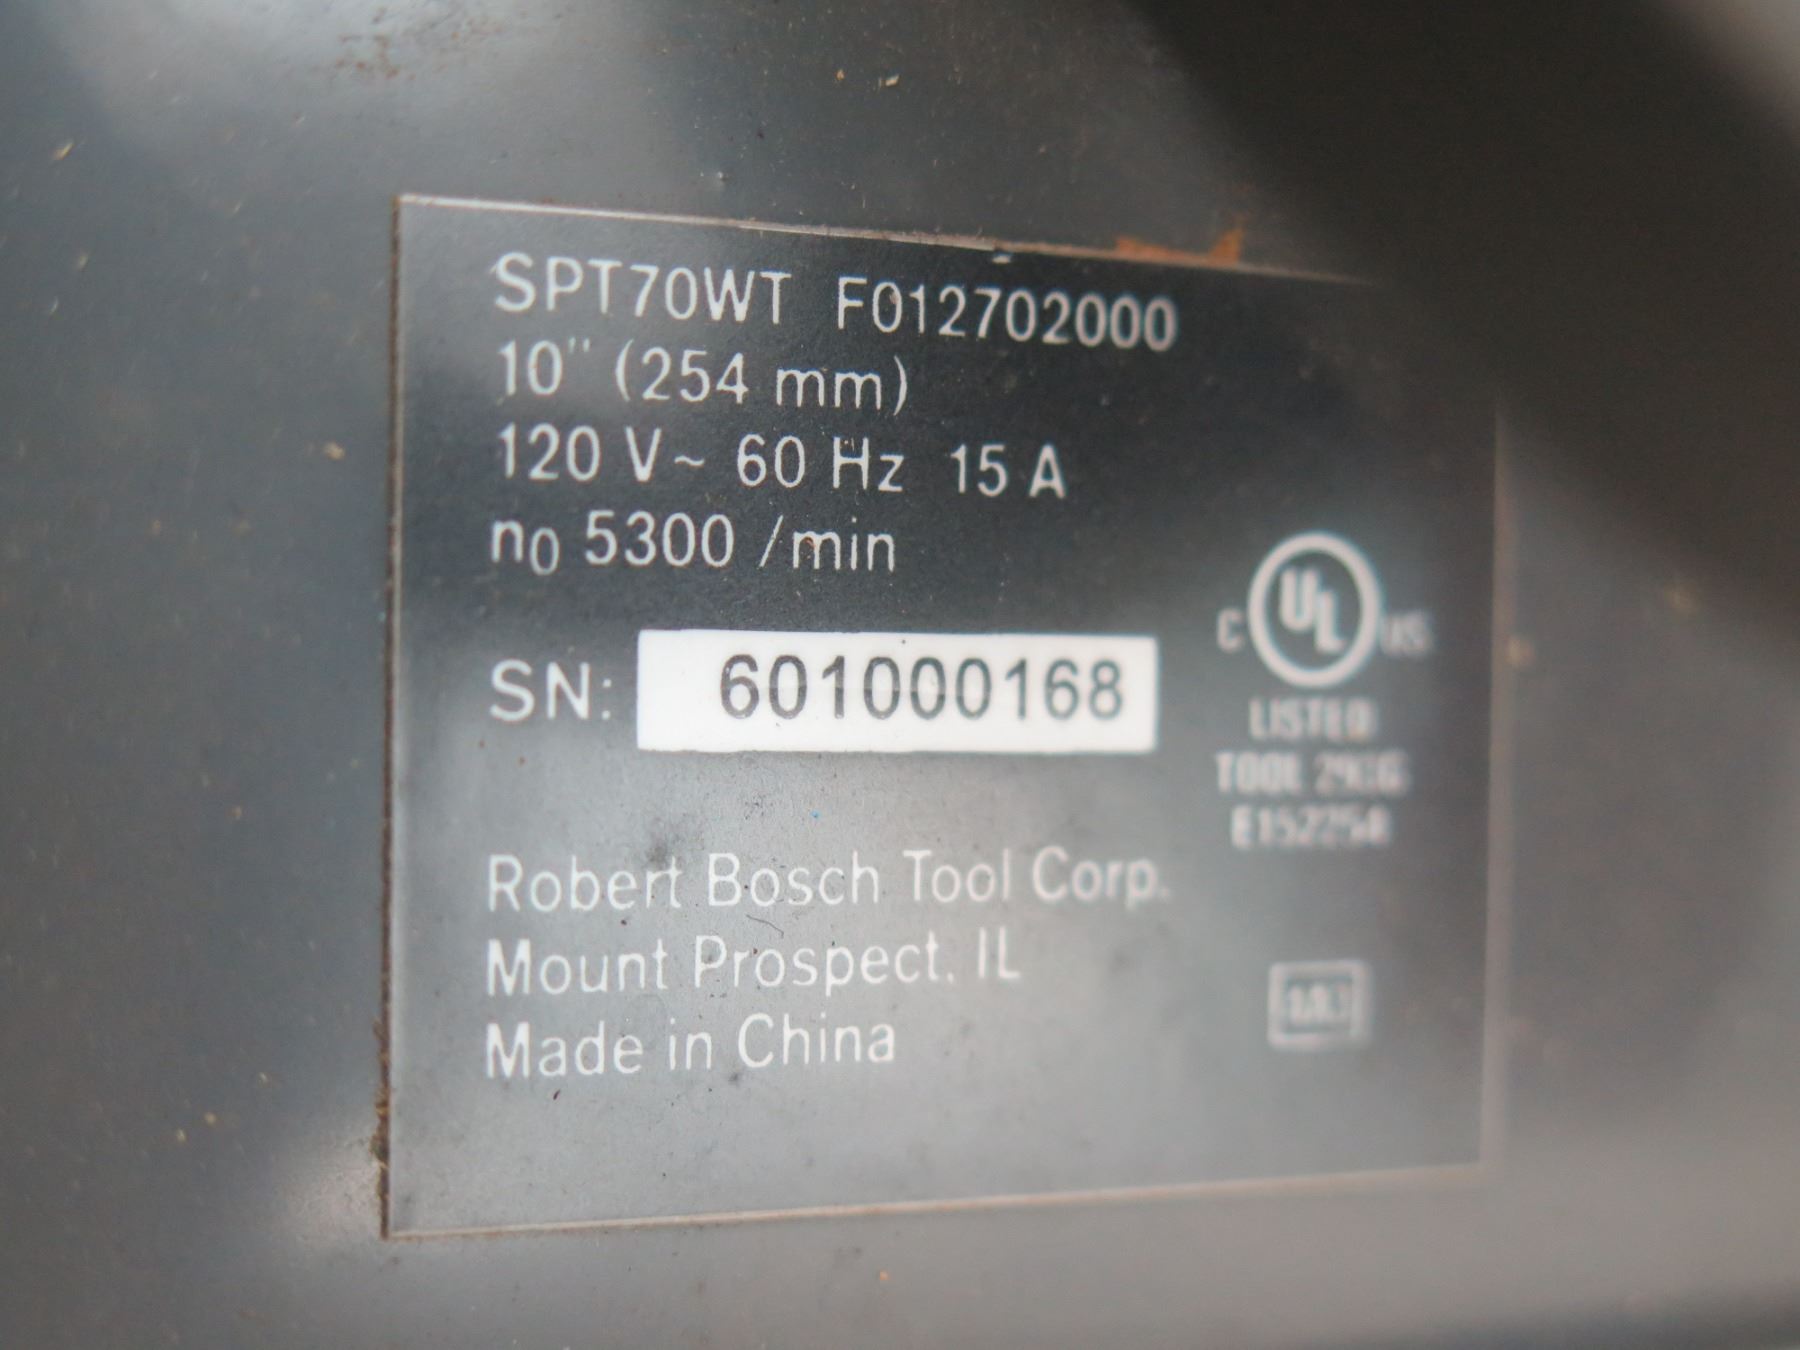 SPT70WT F012702000
10" (254 mm)
120 V~ 60 Hz 15 A
n0 5300 /min
SN: 601000168
C UL US
LISTED
TOOL
Robert Bosch Tool Corp.
Mount Prospect, IL
Made in China